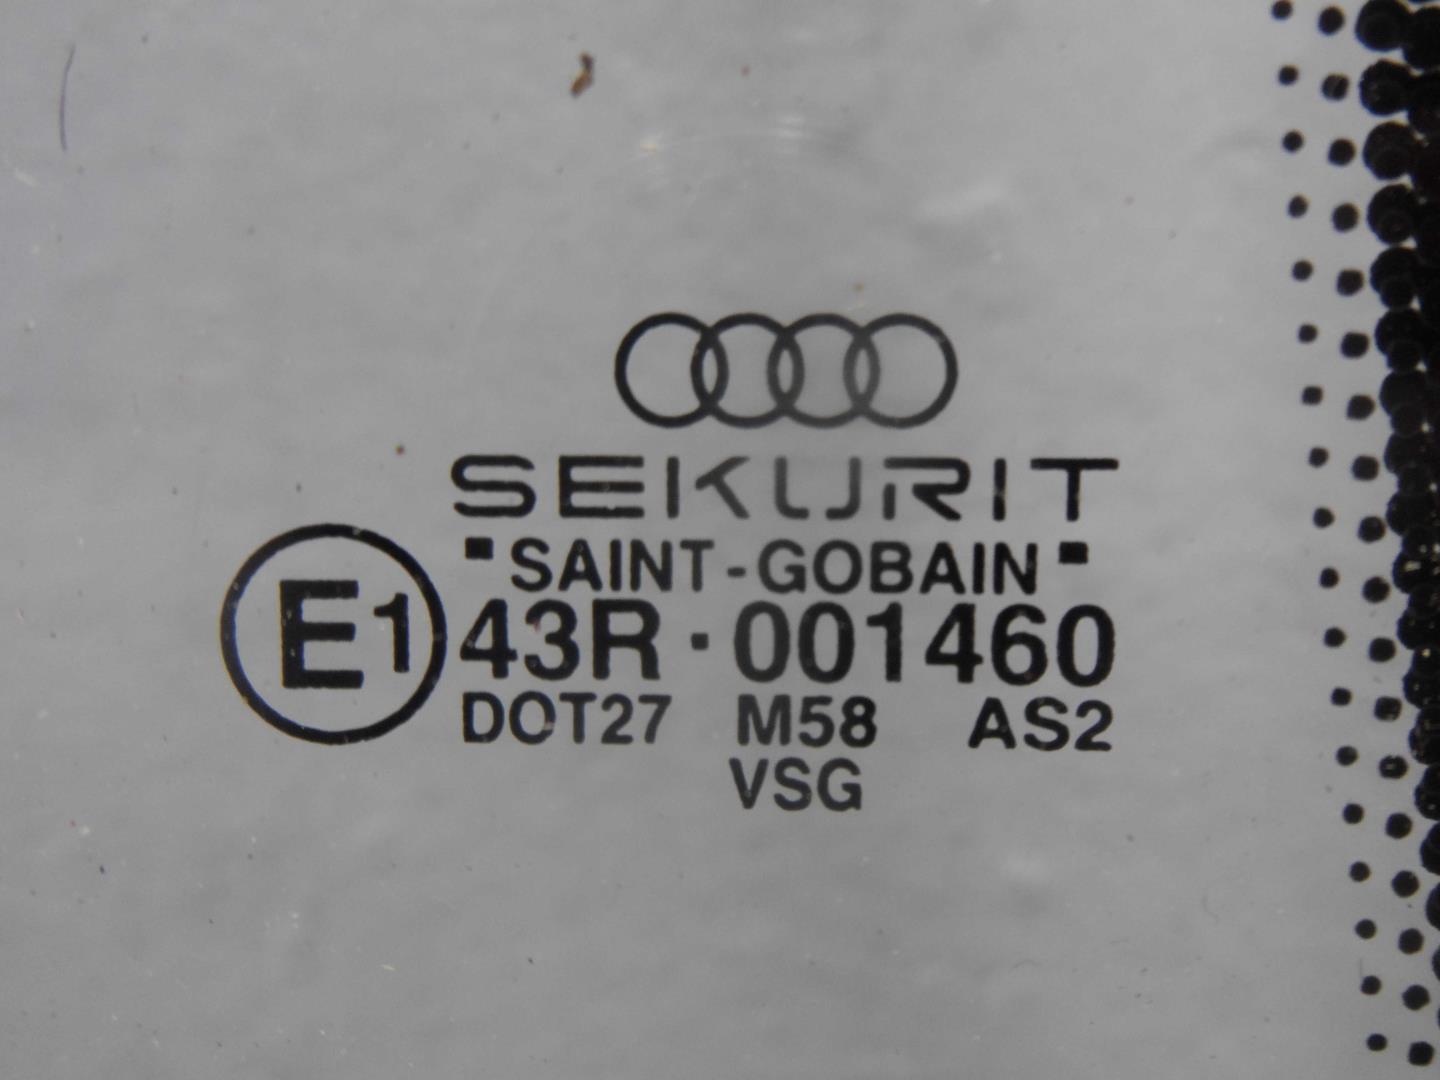 SEKURIT
"SAINT-GOBAIN"
E1 43R·001460
DOT27 M58 AS2
VSG